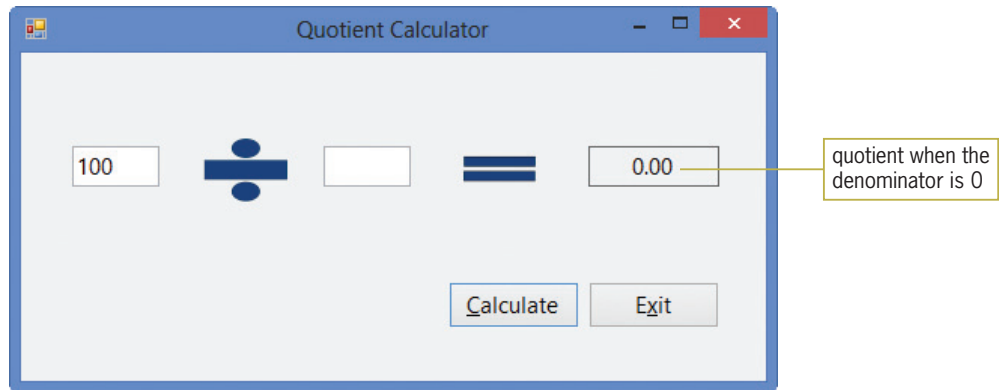 Quotient Calculator
100
0.00
quotient when the
denominator is 0
Calculate
Exit